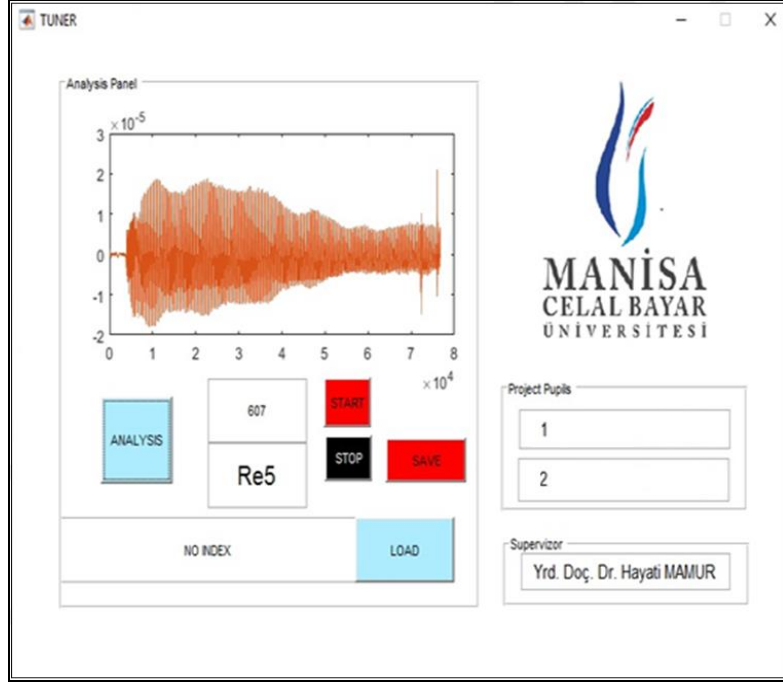 TUNER
Analysis Panel
×10-5
3
2
1
0
-1
-2
0 1 2 3 4 5 6 7 8
×104
ANALYSIS
607
Re5
START
STOP
SAVE
NO INDEX
LOAD
MANİSA
CELAL BAYAR
ÜNİVERSİTESİ
Project Pupils
1
2
Supervizor
Yrd. Doç. Dr. Hayati MAMUR